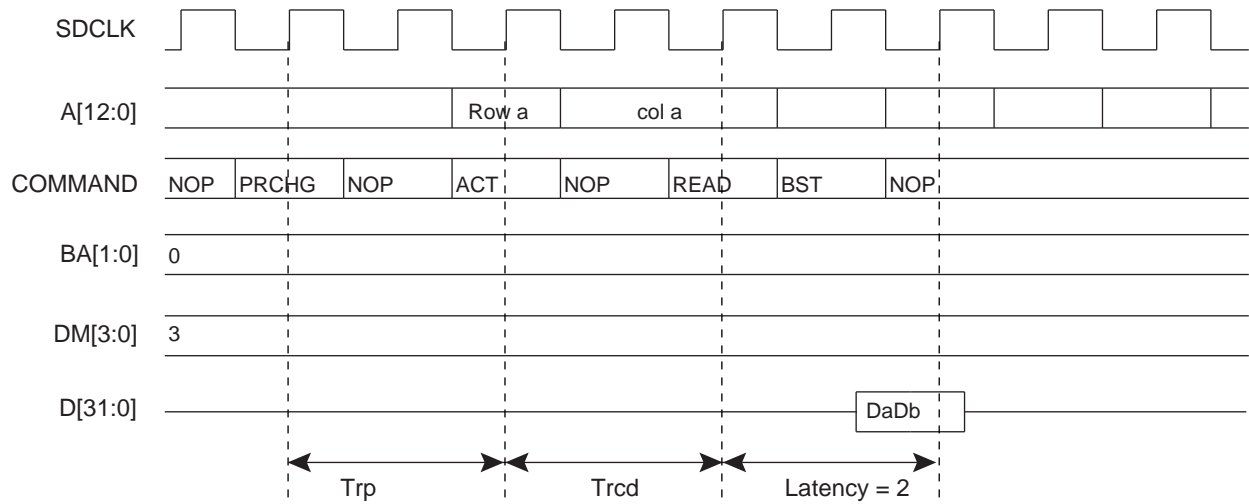 SDCLK
A[12:0] Row a col a
COMMAND NOP PRCHG NOP ACT NOP READ BST NOP
BA[1:0] 0
DM[3:0] 3
D[31:0] DaDb
Trp Trcd Latency = 2